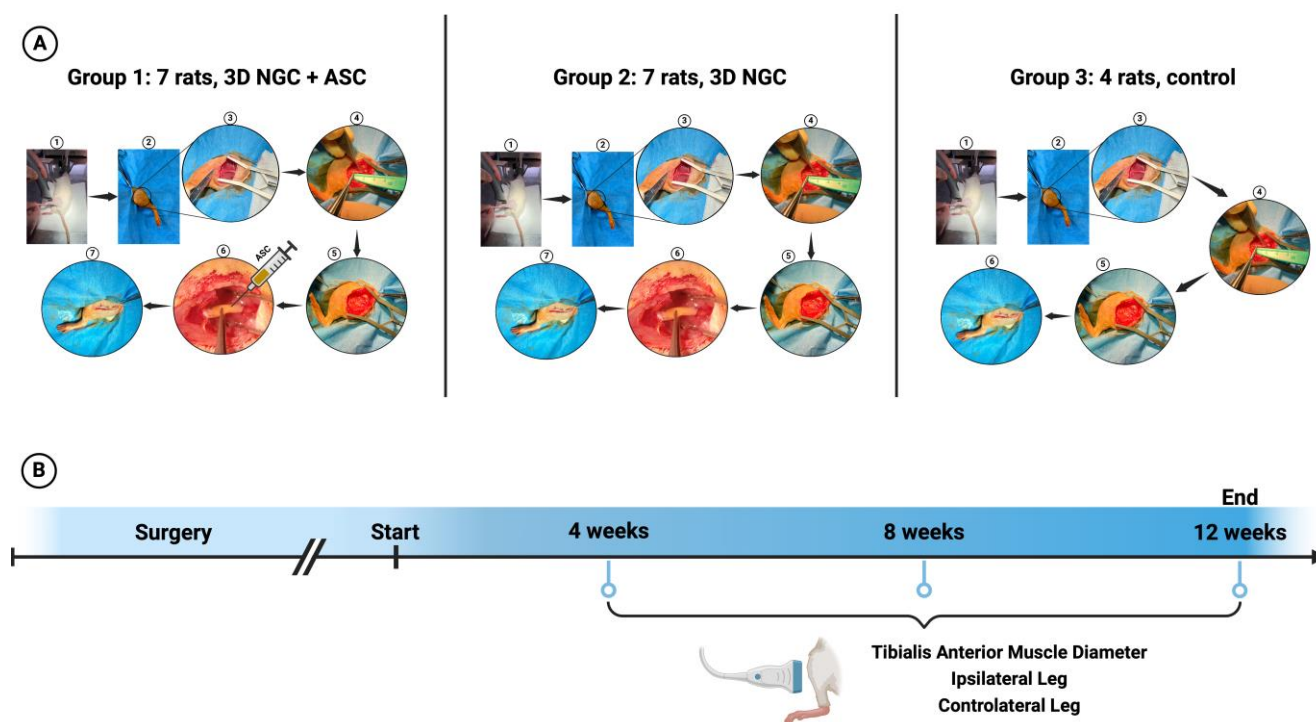 A
Group 1: 7 rats, 3D NGC + ASC
1
2
3
4
ASC
7
6
5
Group 2: 7 rats, 3D NGC
1
2
3
4
7
6
5
Group 3: 4 rats, control
1
2
3
4
6
5
B
Surgery
Start
4 weeks
8 weeks
End
12 weeks
Tibialis Anterior Muscle Diameter
Ipsilateral Leg
Controlateral Leg